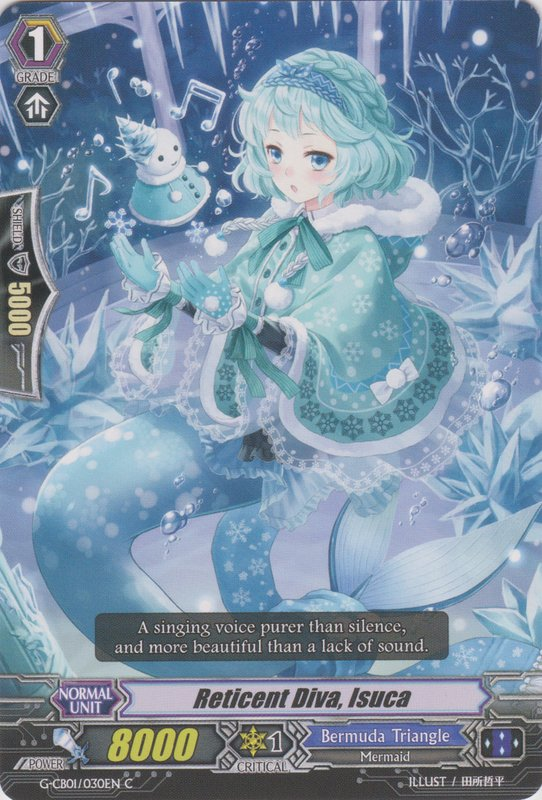 1
GRADE
SHIELD
5000
A singing voice purer than silence,
and more beautiful than a lack of sound.
NORMAL
UNIT
Reticent Diva, Isuca
POWER
8000
1
CRITICAL
Bermuda Triangle
Mermaid
G-CB01/030EN C
ILLUST / 田所哲平